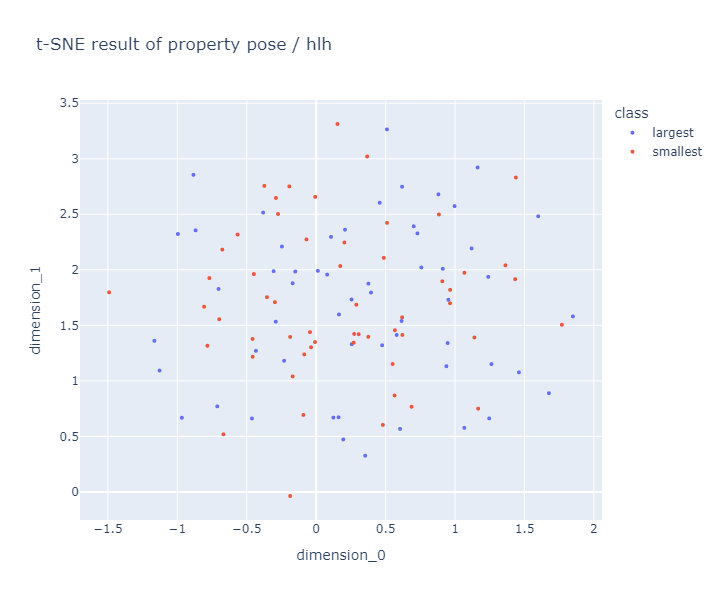 t-SNE result of property pose / hlh
class
largest
smallest
3.5
3
2.5
2
1.5
1
0.5
0
dimension_1
−1.5
−1
−0.5
0
0.5
1
1.5
2
dimension_0